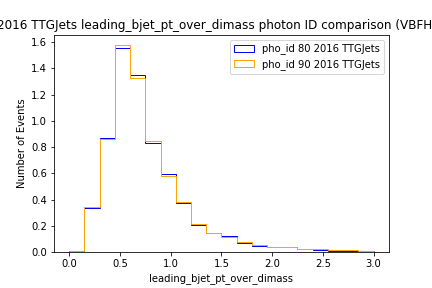 2016 TTGJets leading_bjet_pt_over_dimass photon ID comparison (VBFH
pho_id 80 2016 TTGJets
pho_id 90 2016 TTGJets
Number of Events
1.6
1.4
1.2
1.0
0.8
0.6
0.4
0.2
0.0
0.0 0.5 1.0 1.5 2.0 2.5 3.0
leading_bjet_pt_over_dimass